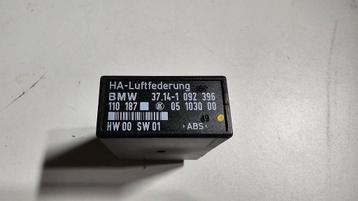 HA-Luftfederung
BMW 37.14-1 092 396
110 187 05 1030 00
49
HW 00 SW 01 >ABS<